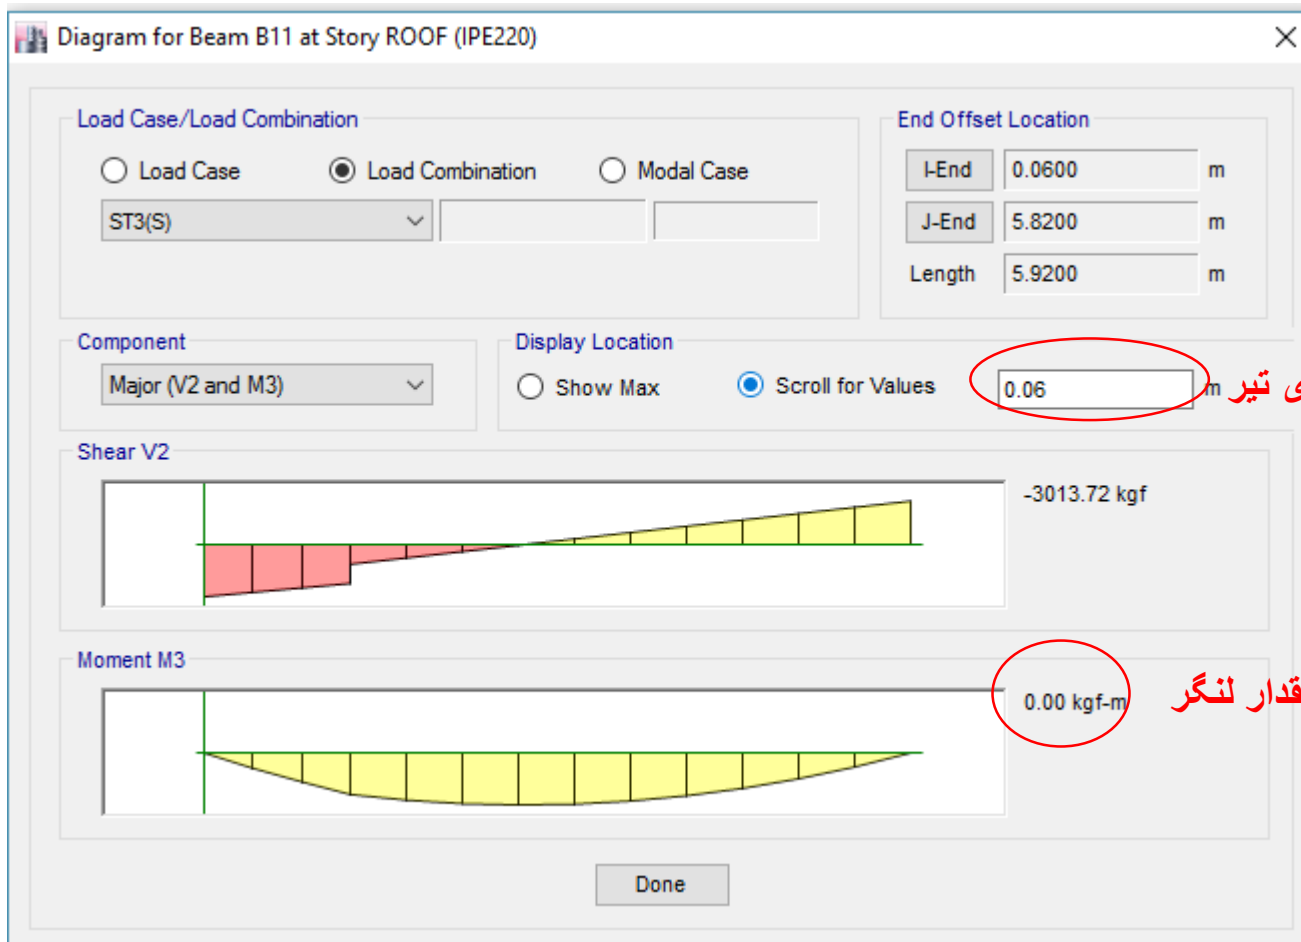 Diagram for Beam B11 at Story ROOF (IPE220)
Load Case/Load Combination
Load Case Load Combination Modal Case
ST3(S)
End Offset Location
I-End 0.0600 m
J-End 5.8200 m
Length 5.9200 m
Component
Major (V2 and M3)
Display Location
Show Max Scroll for Values 0.06 m
تیر
Shear V2
-3013.72 kgf
Moment M3
0.00 kgf-m
لنگر
Done